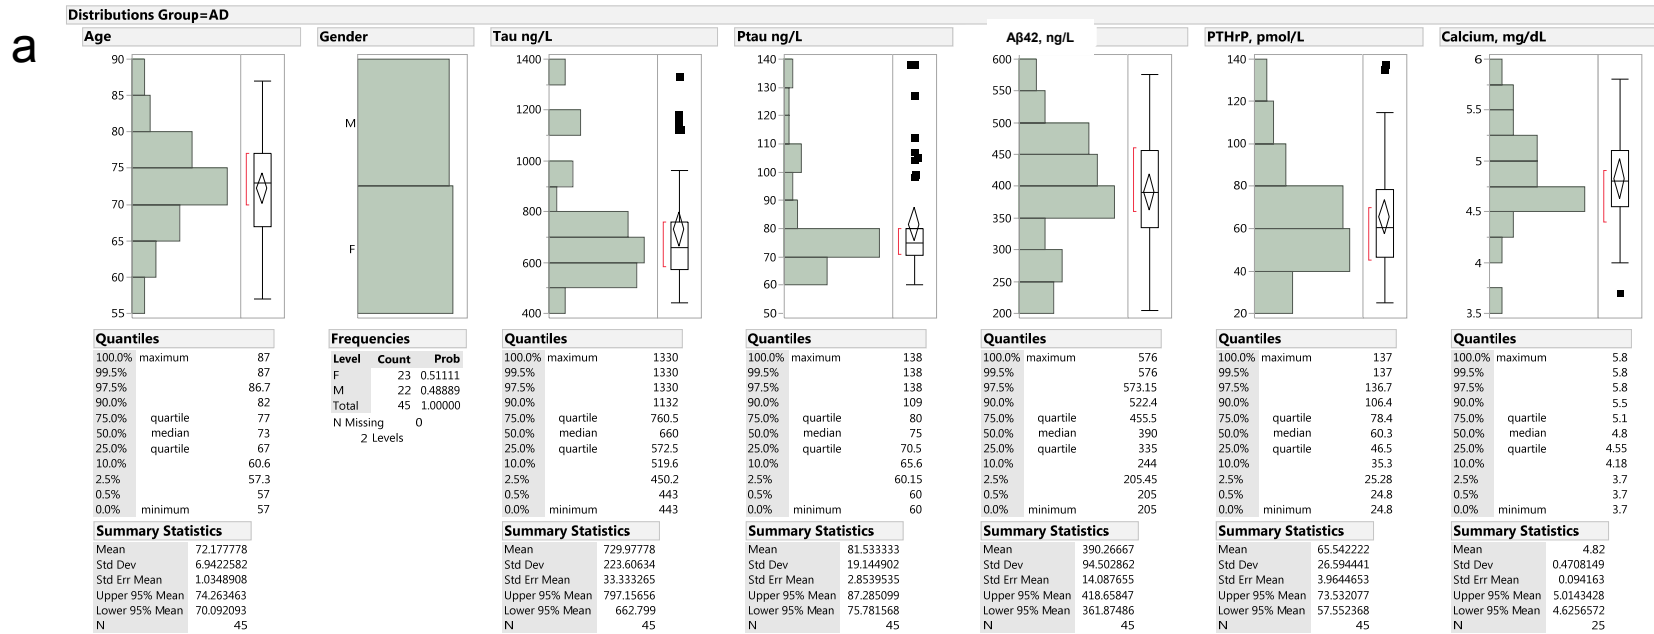 Distributions Group=AD
a
Age
90
85
80
75
70
65
60
55
Quantiles
100.0% maximum 87
99.5% 87
97.5% 86.7
90.0% 82
75.0% quartile 77
50.0% median 73
25.0% quartile 67
10.0% 60.6
2.5% 57.3
0.5% 57
0.0% minimum 57
Summary Statistics
Mean 72.177778
Std Dev 6.9422582
Std Err Mean 1.0348908
Upper 95% Mean 74.263463
Lower 95% Mean 70.092093
N 45
Gender
M
F
Frequencies
Level Count Prob
F 23 0.51111
M 22 0.48889
Total 45 1.00000
N Missing 0
2 Levels
Tau ng/L
1400
1200
1000
800
600
400
Quantiles
100.0% maximum 1330
99.5% 1330
97.5% 1330
90.0% 1132
75.0% quartile 760.5
50.0% median 660
25.0% quartile 572.5
10.0% 519.6
2.5% 450.2
0.5% 443
0.0% minimum 443
Summary Statistics
Mean 729.97778
Std Dev 223.60634
Std Err Mean 33.333265
Upper 95% Mean 797.15656
Lower 95% Mean 662.799
N 45
Ptau ng/L
140
130
120
110
100
90
80
70
60
50
Quantiles
100.0% maximum 138
99.5% 138
97.5% 138
90.0% 109
75.0% quartile 80
50.0% median 75
25.0% quartile 70.5
10.0% 65.6
2.5% 60.15
0.5% 60
0.0% minimum 60
Summary Statistics
Mean 81.533333
Std Dev 19.144902
Std Err Mean 2.8539535
Upper 95% Mean 87.285099
Lower 95% Mean 75.781568
N 45
Aβ42, ng/L
600
550
500
450
400
350
300
250
200
Quantiles
100.0% maximum 576
99.5% 576
97.5% 573.15
90.0% 522.4
75.0% quartile 455.5
50.0% median 390
25.0% quartile 335
10.0% 244
2.5% 205.45
0.5% 205
0.0% minimum 205
Summary Statistics
Mean 390.26667
Std Dev 94.502862
Std Err Mean 14.087655
Upper 95% Mean 418.65847
Lower 95% Mean 361.87486
N 45
PTHrP, pmol/L
140
120
100
80
60
40
20
Quantiles
100.0% maximum 137
99.5% 137
97.5% 136.7
90.0% 106.4
75.0% quartile 78.4
50.0% median 60.3
25.0% quartile 46.5
10.0% 35.3
2.5% 25.28
0.5% 24.8
0.0% minimum 24.8
Summary Statistics
Mean 65.542222
Std Dev 26.594441
Std Err Mean 3.9644653
Upper 95% Mean 73.532077
Lower 95% Mean 57.552368
N 45
Calcium, mg/dL
6
5.5
5
4.5
4
3.5
Quantiles
100.0% maximum 5.8
99.5% 5.8
97.5% 5.8
90.0% 5.5
75.0% quartile 5.1
50.0% median 4.8
25.0% quartile 4.55
10.0% 4.18
2.5% 3.7
0.5% 3.7
0.0% minimum 3.7
Summary Statistics
Mean 4.82
Std Dev 0.4708149
Std Err Mean 0.094163
Upper 95% Mean 5.0143428
Lower 95% Mean 4.6256572
N 25